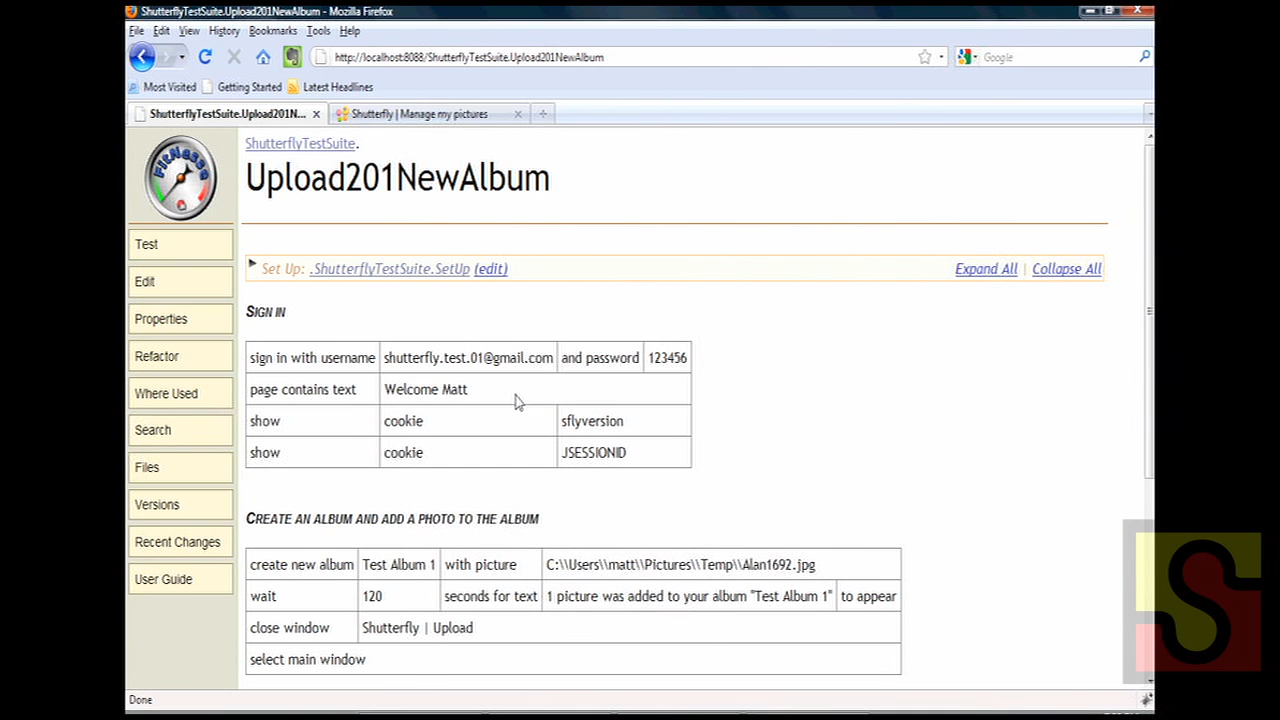 ShutterflyTestSuite.Upload201NewAlbum - Mozilla Firefox
File Edit View History Bookmarks Tools Help
http://localhost:8088/ShutterflyTestSuite.Upload201NewAlbum
Google
Most Visited Getting Started Latest Headlines
ShutterflyTestSuite.Upload201N... Shutterfly | Manage my pictures
FitNesse
ShutterflyTestSuite.
Upload201NewAlbum
Test
Edit
Properties
Refactor
Where Used
Search
Files
Versions
Recent Changes
User Guide
Set Up: .ShutterflyTestSuite.SetUp (edit) Expand All | Collapse All
SIGN IN
sign in with username shutterfly.test.01@gmail.com and password 123456
page contains text Welcome Matt
show cookie sflyversion
show cookie JSESSIONID
CREATE AN ALBUM AND ADD A PHOTO TO THE ALBUM
create new album Test Album 1 with picture C:\\Users\\matt\\Pictures\\Temp\\Alan1692.jpg
wait 120 seconds for text 1 picture was added to your album "Test Album 1" to appear
close window Shutterfly | Upload
select main window
Done
S